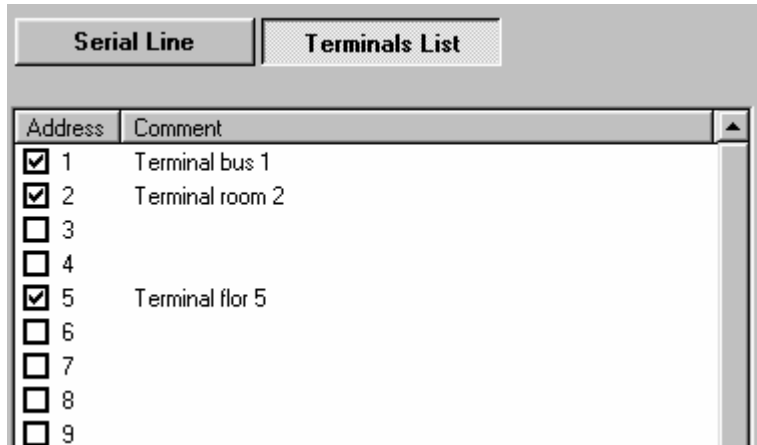 Serial Line Terminals List
Address Comment
1 Terminal bus 1
2 Terminal room 2
3
4
5 Terminal flor 5
6
7
8
9